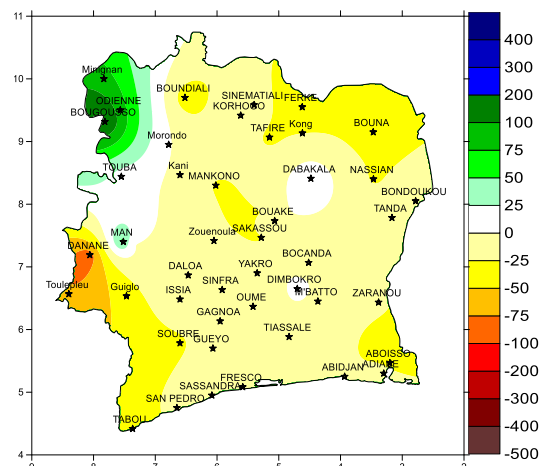 11
10
9
8
7
6
5
4
Minignan
ODIENNE
BOUGOUSSO
BOUNDIALI
SINEMATIALI
FERKE
KORHOGO
TAFIRE
Kong
BOUNA
Morondo
TOUBA
Kani
MANKONO
DABAKALA
NASSIAN
BONDOUKOU
TANDA
BOUAKE
SAKASSOU
MAN
Zouenoula
DANANE
BOCANDA
YAKRO
DALOA
SINFRA
DIMBOKRO
M'BATTO
ZARANOU
Toulepleu
Guiglo
ISSIA
OUME
GAGNOA
TIASSALE
SOUBRE
GUEYO
ABOISSO
ADIAKE
ABIDJAN
FRESCO
SASSANDRA
SAN PEDRO
TABOU
400
300
200
100
75
50
25
0
-25
-50
-75
-100
-200
-300
-400
-500